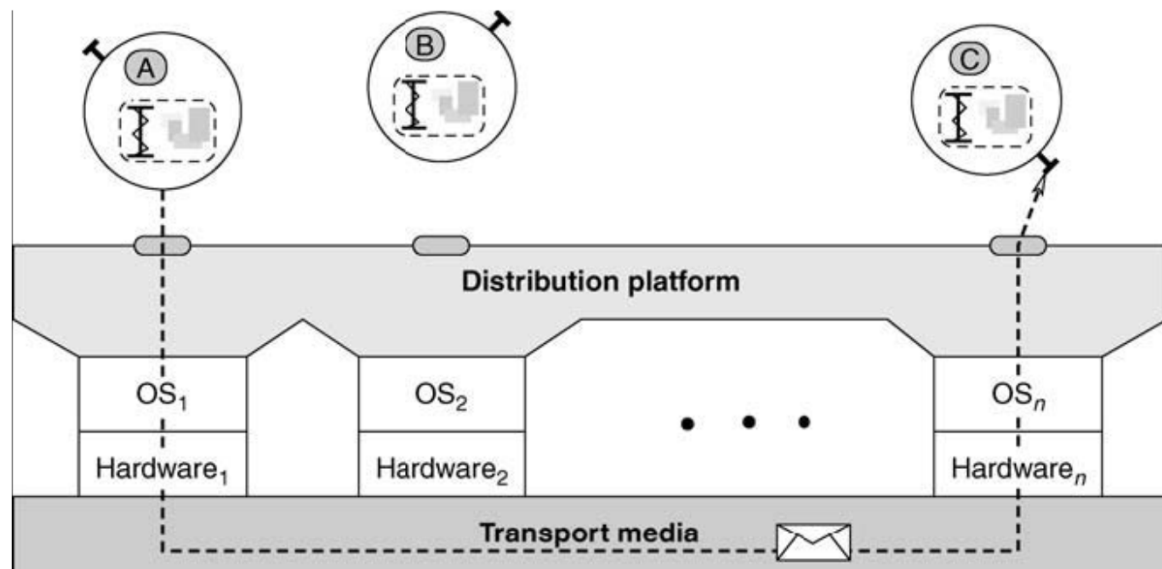 A
B
C
Distribution platform
OS₁
OS₂
OSₙ
Hardware₁
Hardware₂
Hardwareₙ
Transport media